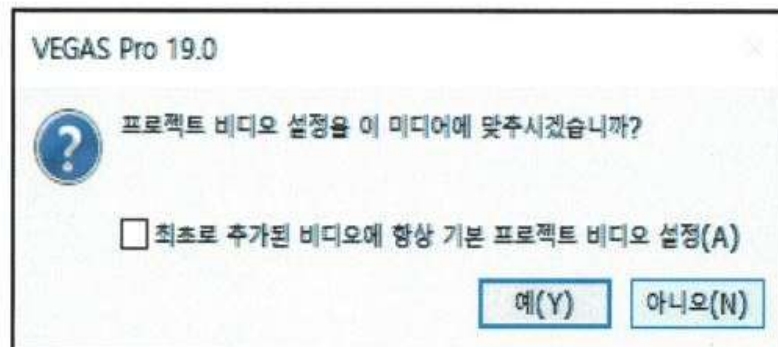 VEGAS Pro 19.0
프로젝트 비디오 설정을 이 미디어에 맞추시겠습니까?
최초로 추가된 비디오에 항상 기본 프로젝트 비디오 설정(A)
예(Y) 아니오(N)